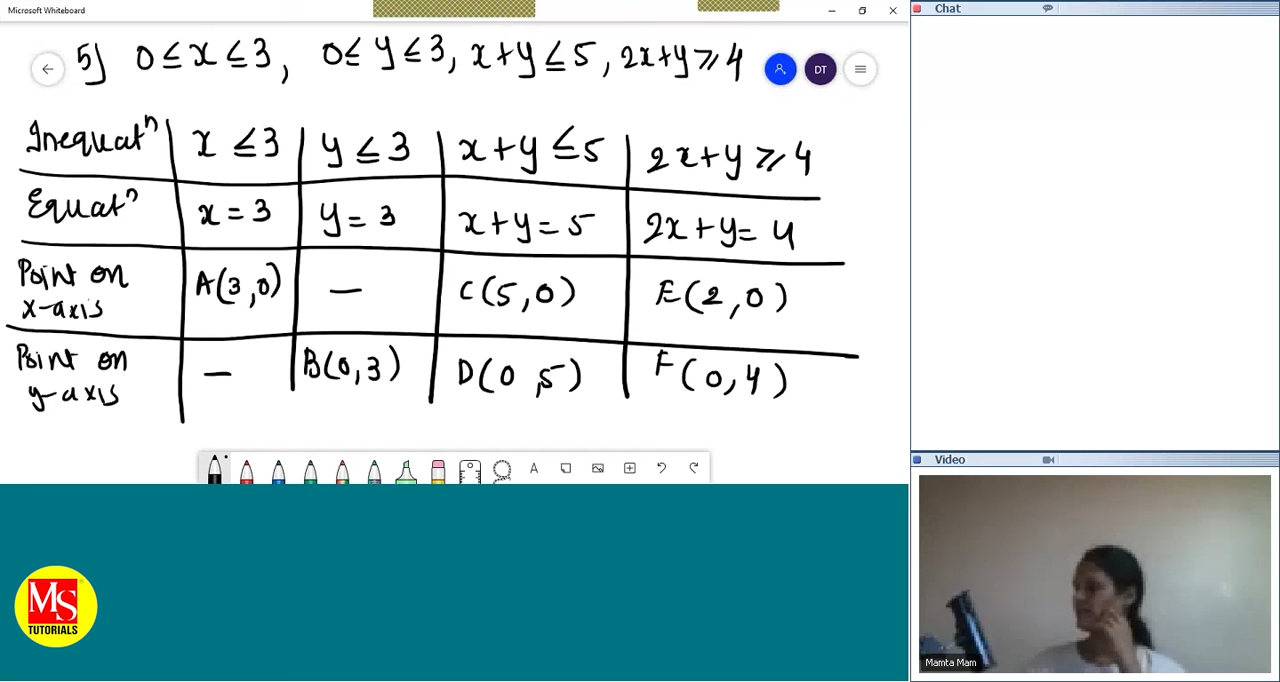 Microsoft Whiteboard
Chat
5] 0 ≤ x ≤ 3, 0 ≤ y ≤ 3, x+y ≤ 5, 2x+y ⩾ 4
DT
Inequatⁿ x ≤ 3 y ≤ 3 x+y ≤ 5 2x+y ⩾ 4
Equatⁿ x = 3 y = 3 x+y = 5 2x+y = 4
Point on x-axis A(3,0) — C(5,0) E(2,0)
Point on y-axis — B(0,3) D(0,5) F(0,4)
A
Video
MS
TUTORIALS
Mamta Mam